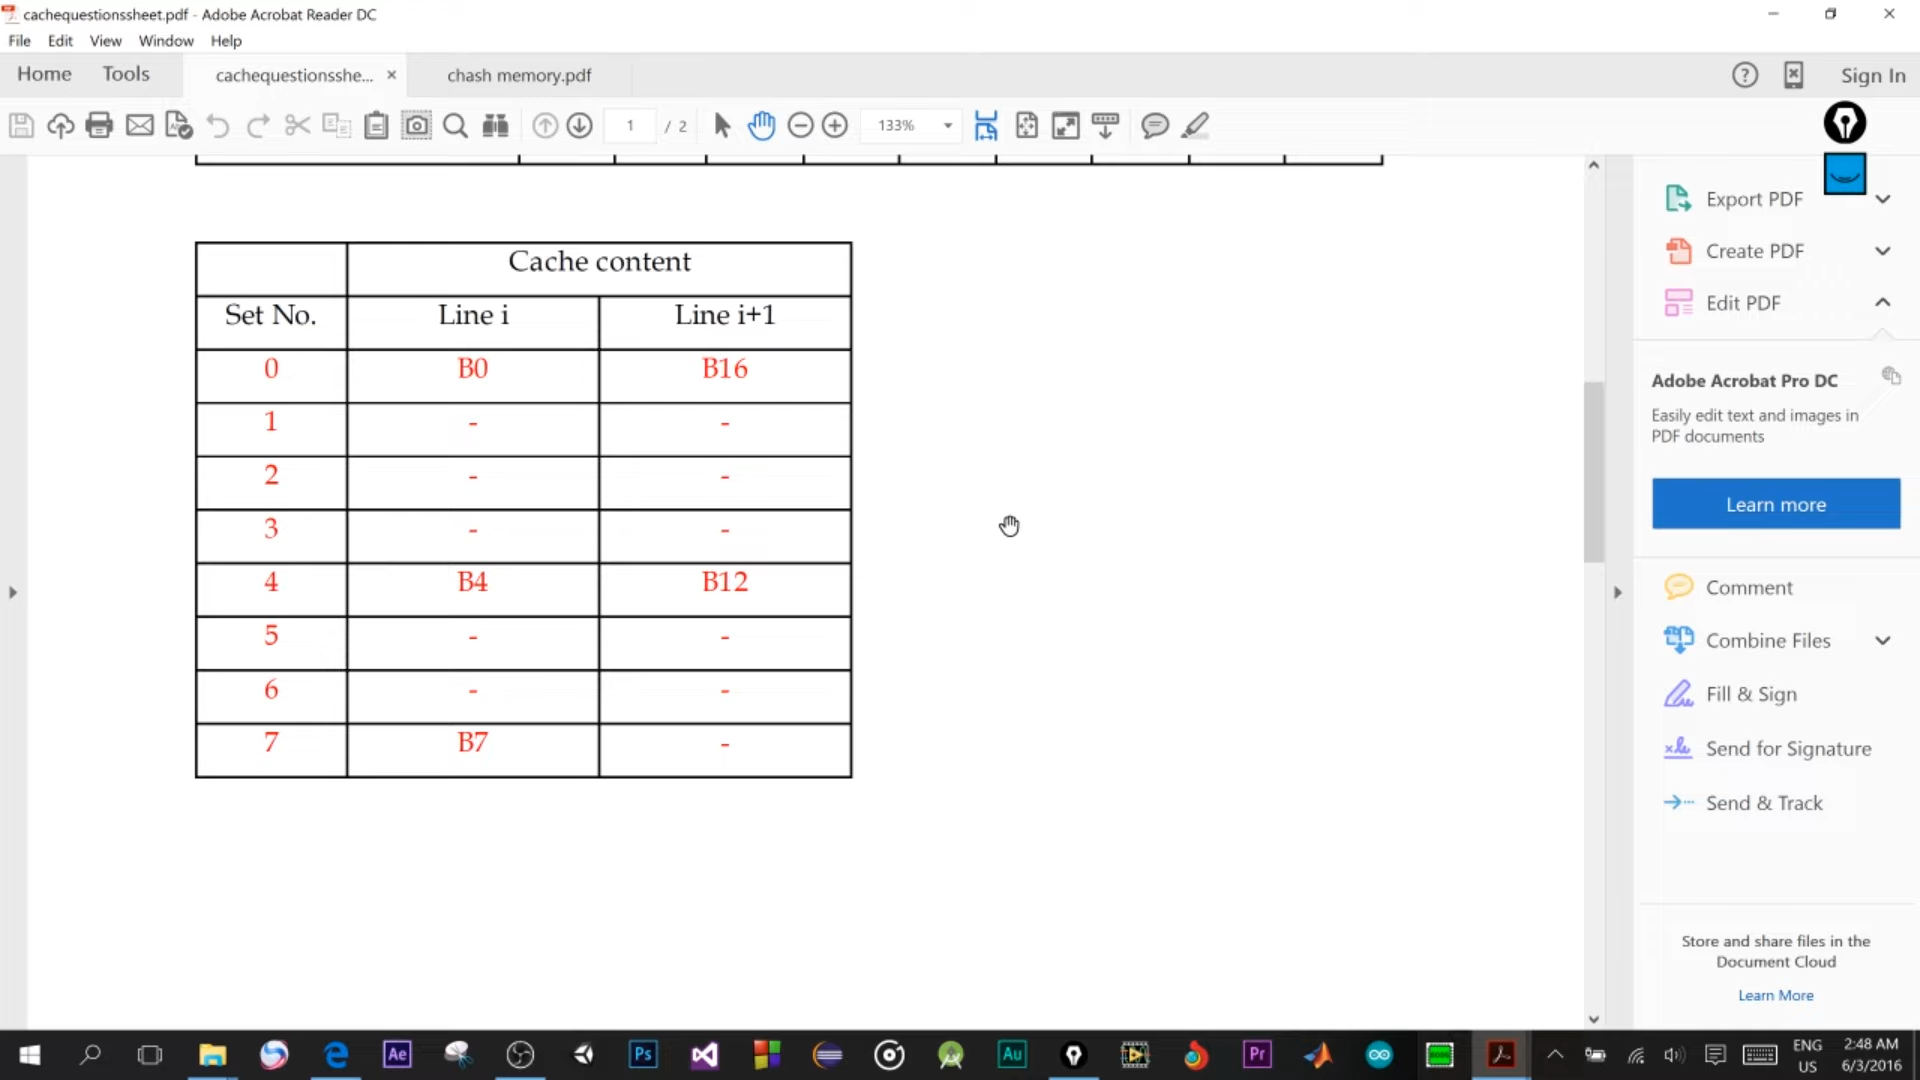 cachequestionssheet.pdf - Adobe Acrobat Reader DC
File Edit View Window Help
Home Tools cachequestionsshe... × chash memory.pdf Sign In
1 / 2 133%
Cache content
Set No. Line i Line i+1
0 B0 B16
1 - -
2 - -
3 - -
4 B4 B12
5 - -
6 - -
7 B7 -
Export PDF
Create PDF
Edit PDF
Adobe Acrobat Pro DC
Easily edit text and images in
PDF documents
Learn more
Comment
Combine Files
Fill & Sign
Send for Signature
Send & Track
Store and share files in the
Document Cloud
Learn More
Ae Ps Au Pr
ENG
US
2:48 AM
6/3/2016